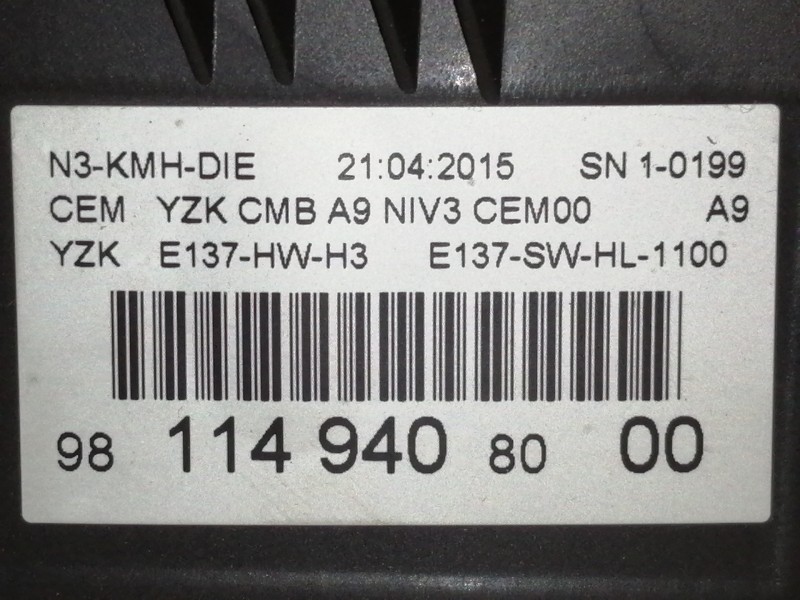 N3-KMH-DIE 21:04:2015 SN 1-0199
CEM YZK CMB A9 NIV3 CEM00 A9
YZK E137-HW-H3 E137-SW-HL-1100
98 114 940 80 00